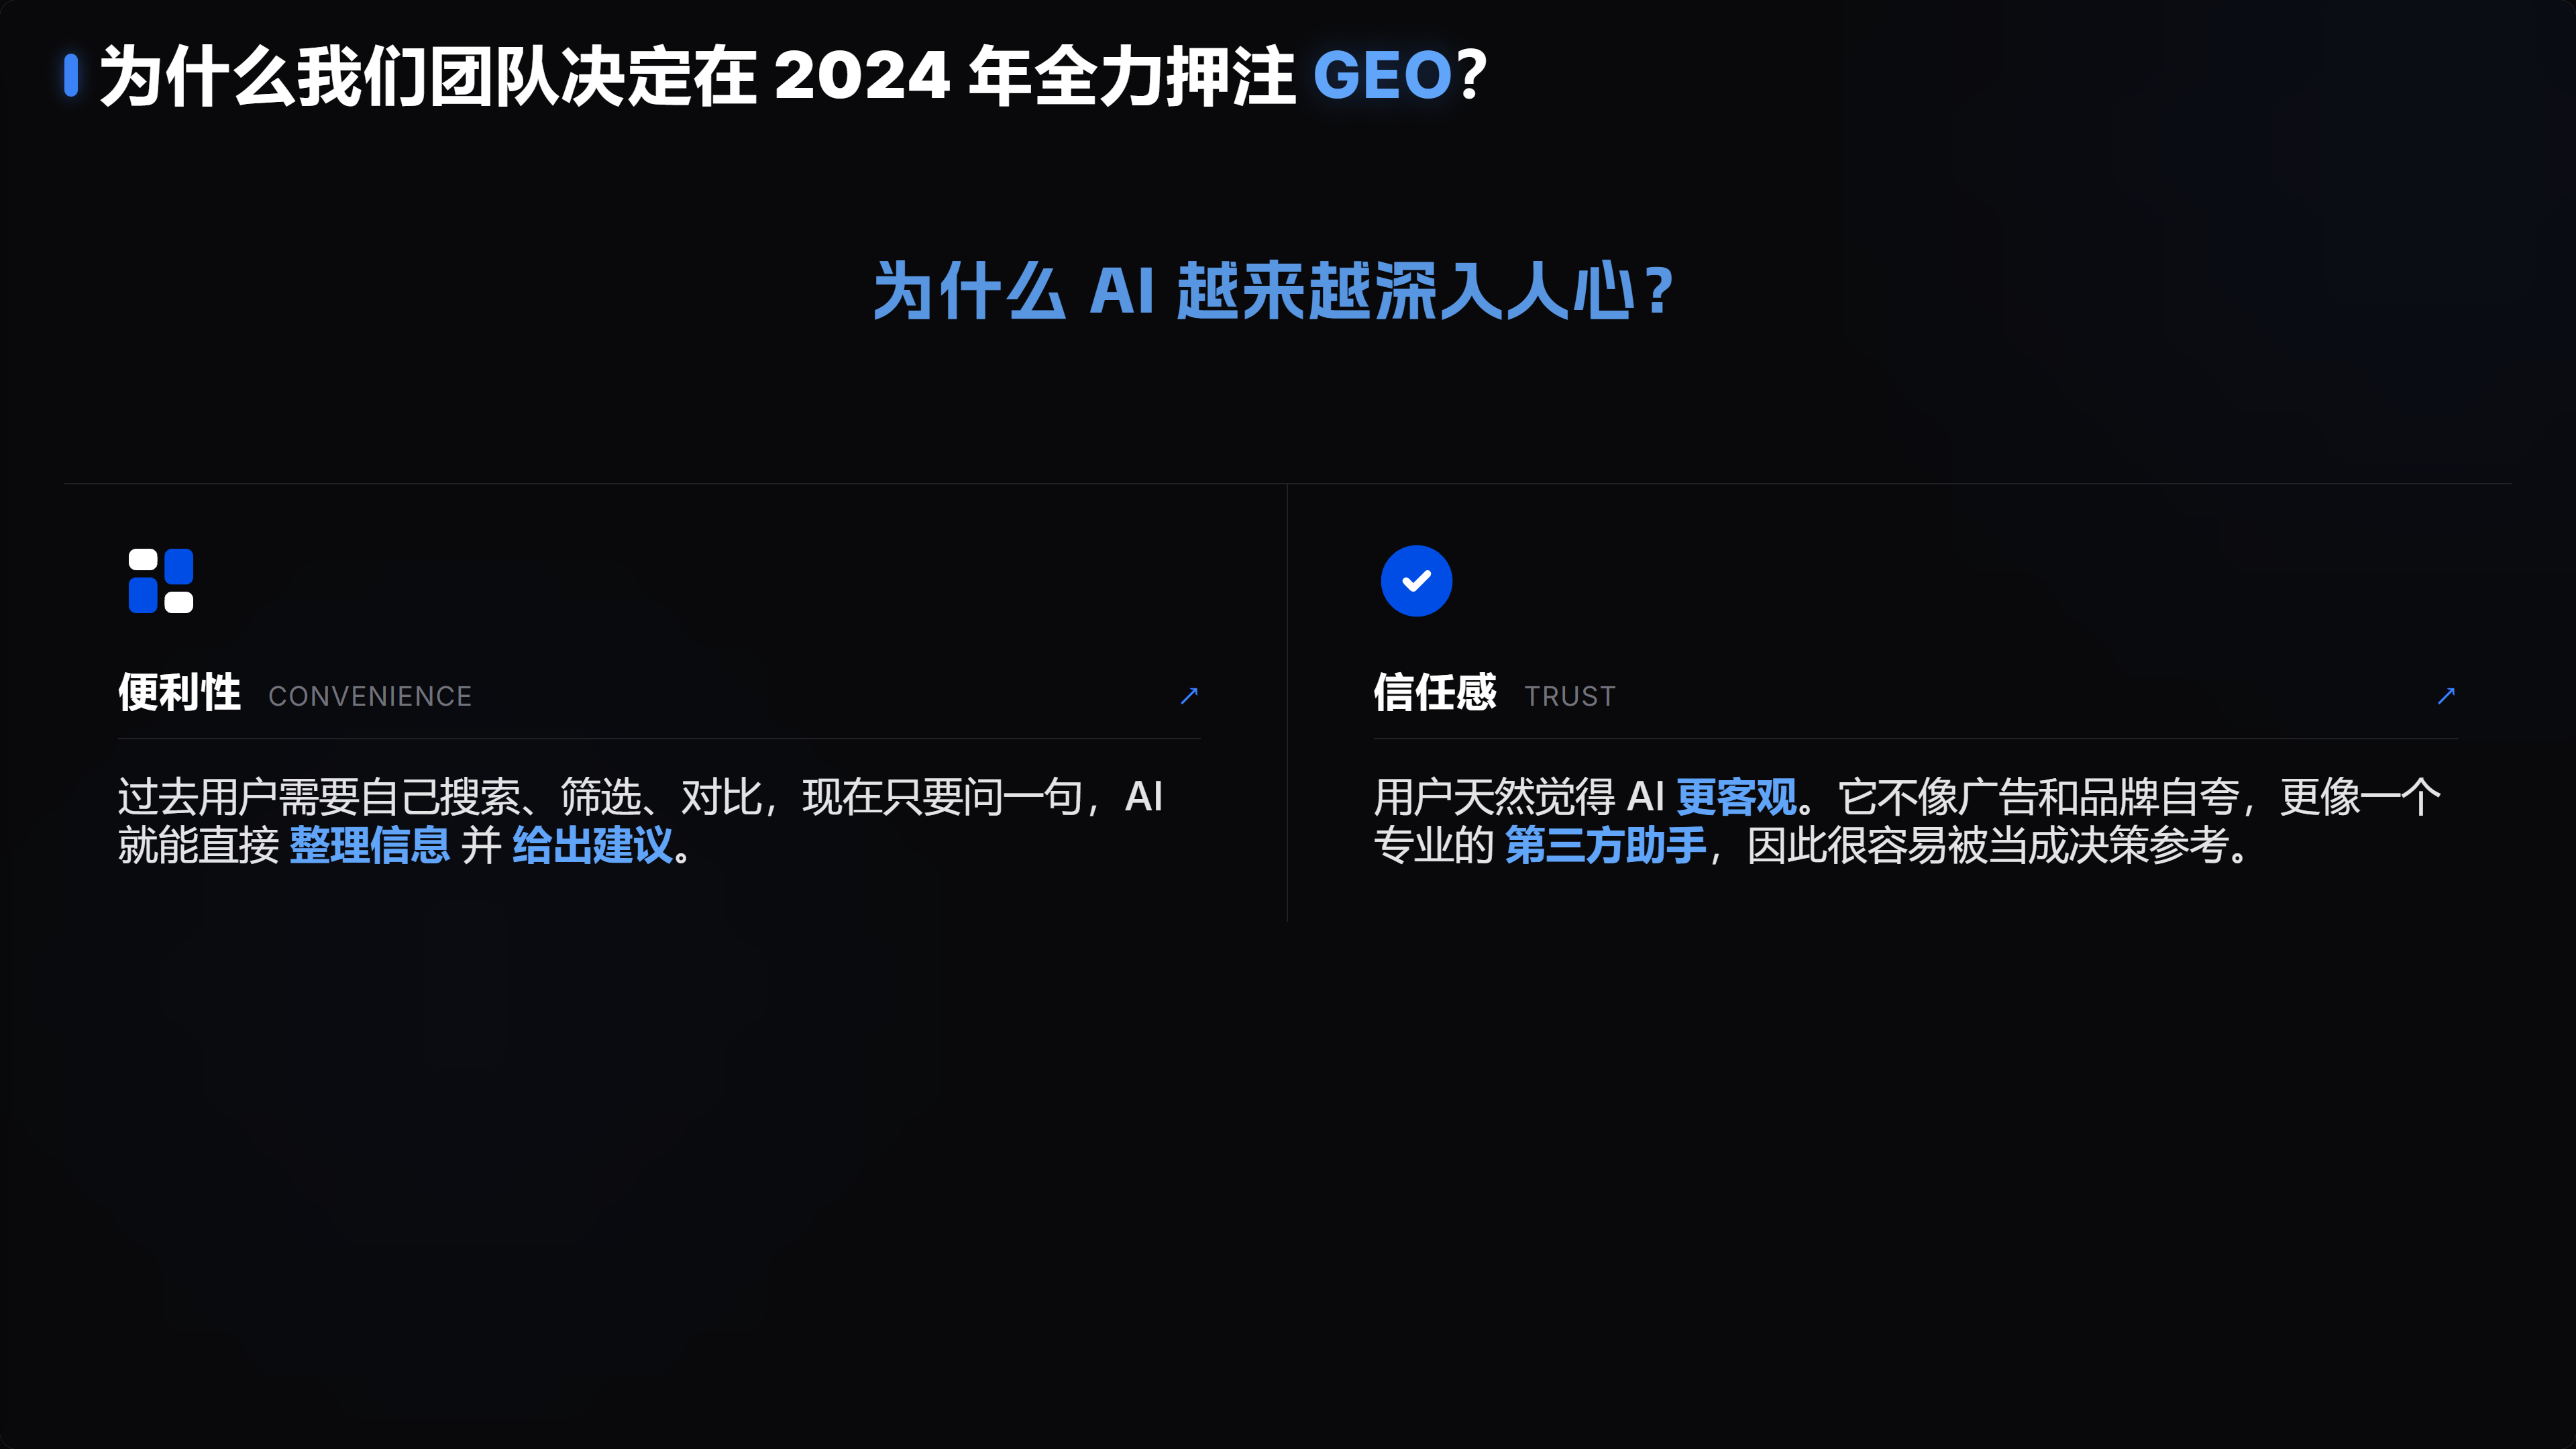 为什么我们团队决定在 2024 年全力押注 GEO?
为什么 AI 越来越深入人心?
便利性 CONVENIENCE ↗
过去用户需要自己搜索、筛选、对比，现在只要问一句，AI
就能直接 整理信息 并 给出建议。
信任感 TRUST ↗
用户天然觉得 AI 更客观。它不像广告和品牌自夸，更像一个
专业的 第三方助手，因此很容易被当成决策参考。